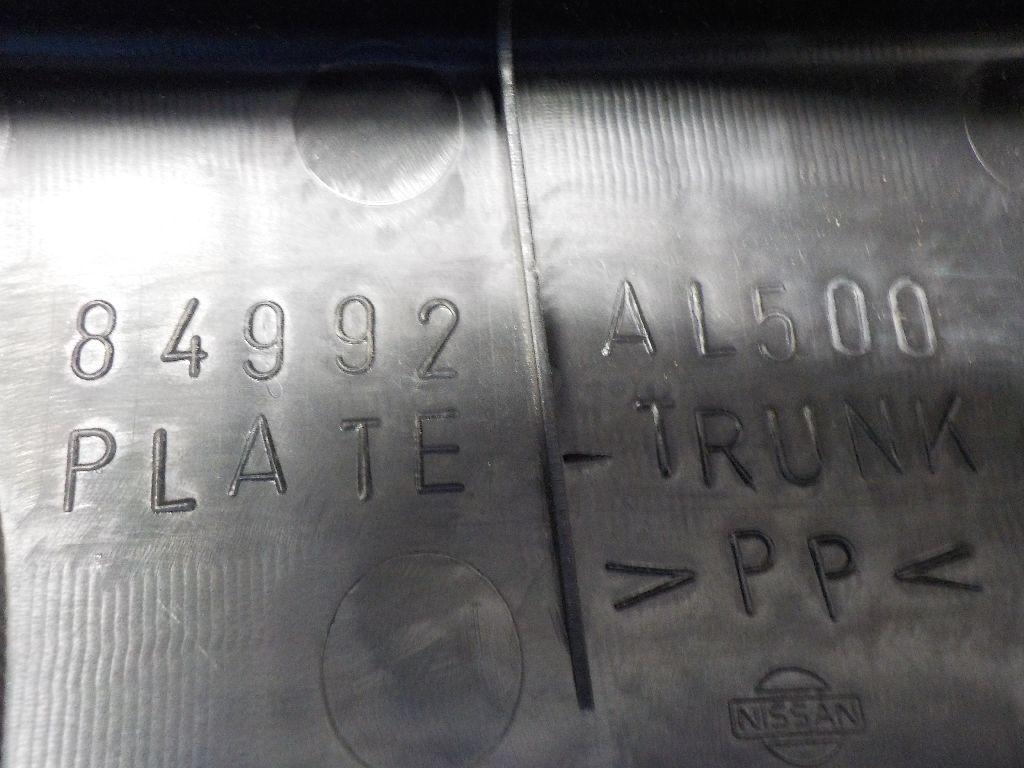 84992 AL500
PLATE-TRUNK
>PP<
NISSAN